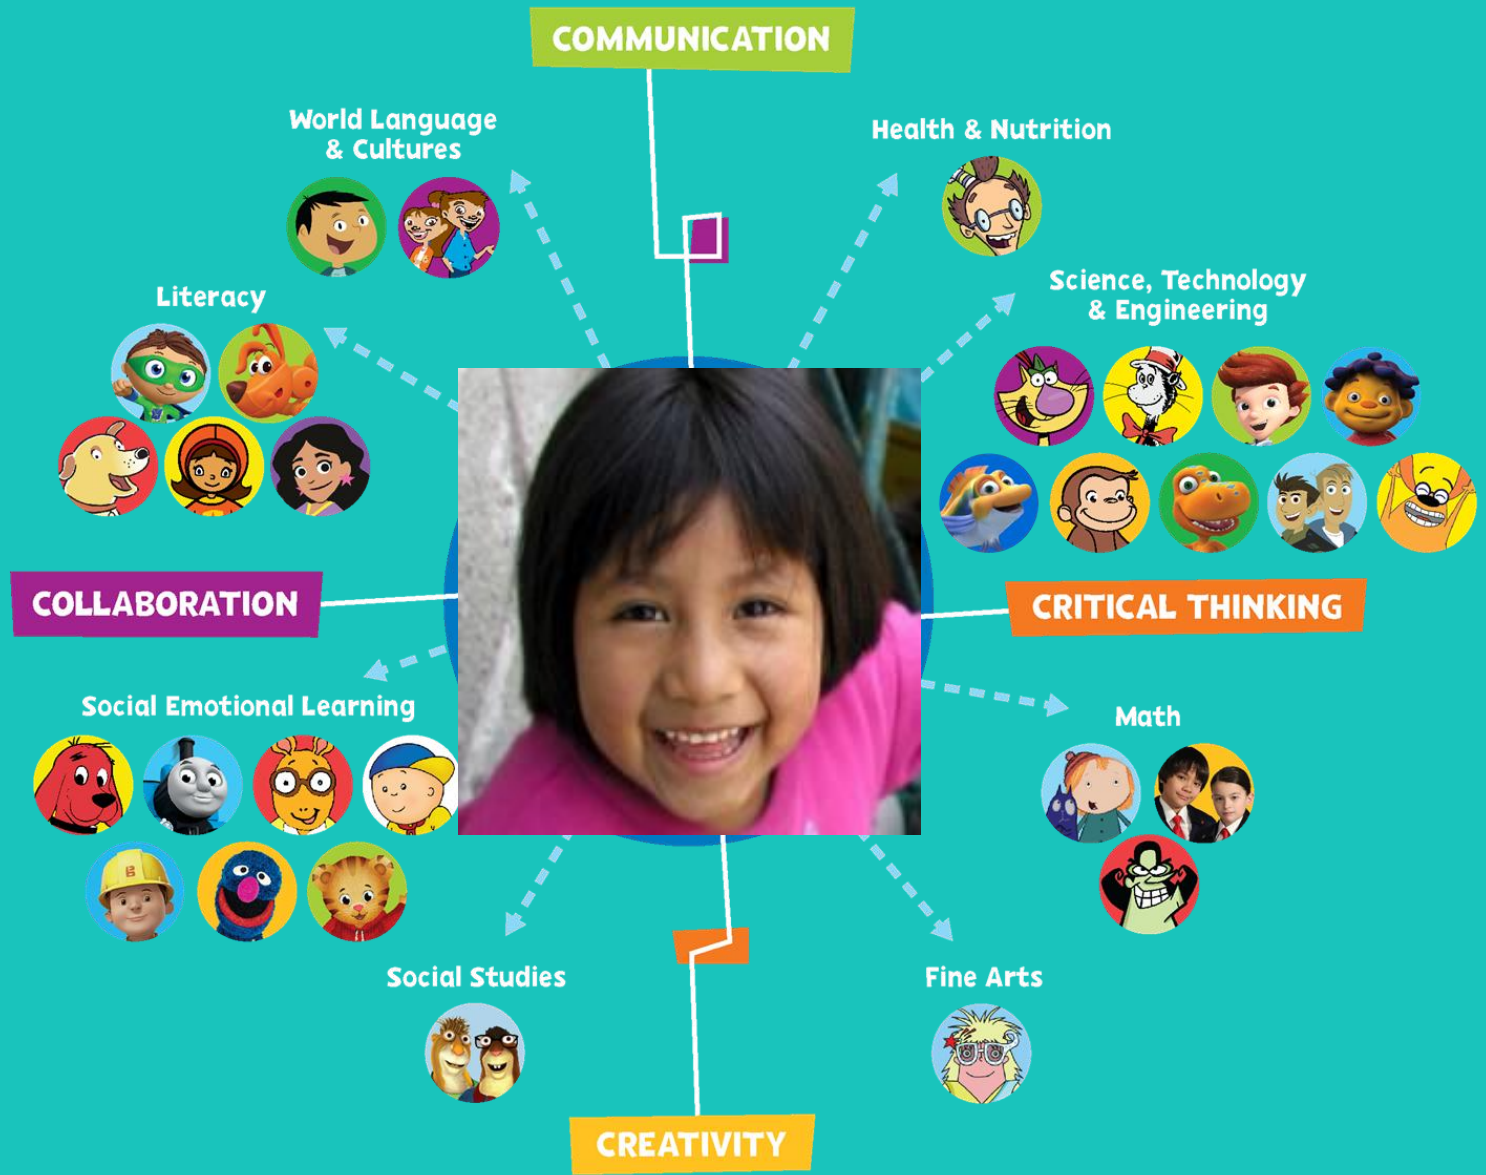 COMMUNICATION
World Language
& Cultures
Health & Nutrition
Literacy
Science, Technology
& Engineering
COLLABORATION
CRITICAL THINKING
Social Emotional Learning
Math
Social Studies
Fine Arts
CREATIVITY